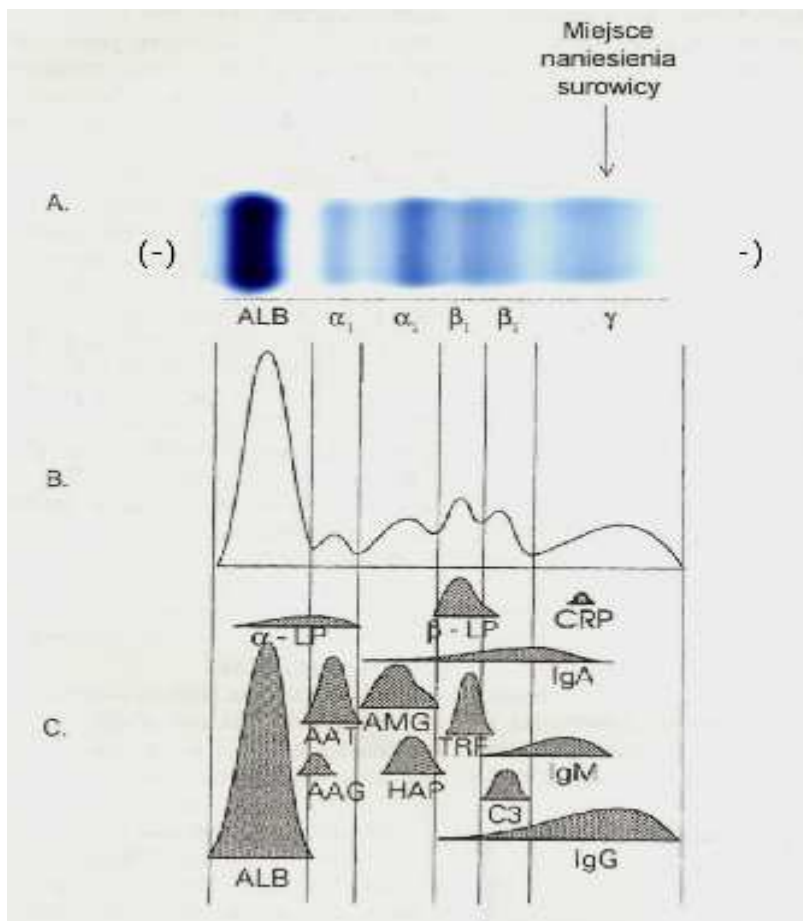 Miejsce
naniesienia
surowicy
A.
(-)
-)
ALB α₁ α₂ β₁ β₂ γ
B.
α - LP β - LP CRP
IgA
C.
AAT AMG TRF IgM
AAG HAP C3
ALB IgG